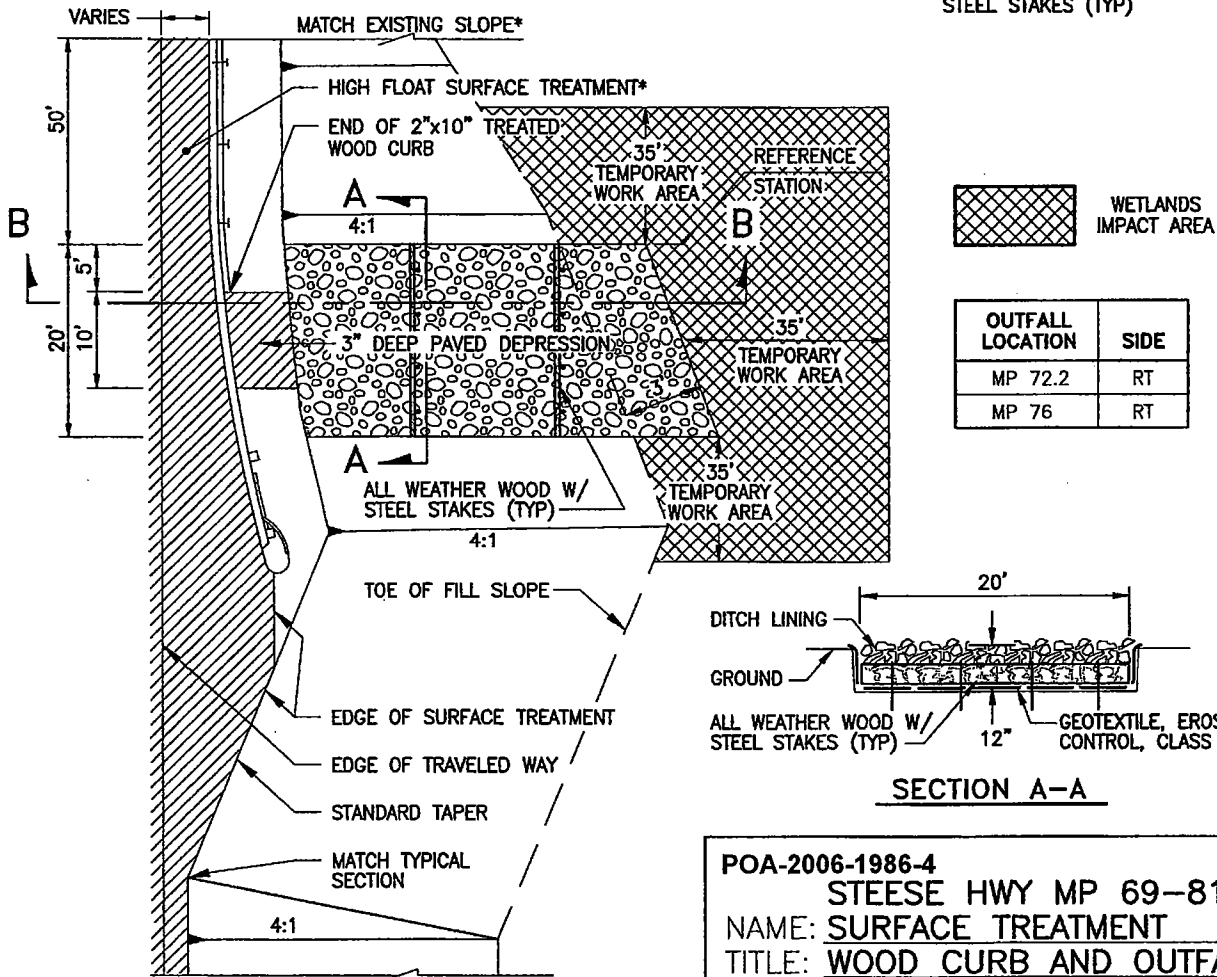 STEEL STAKES (TYP)
VARIES
MATCH EXISTING SLOPE*
HIGH FLOAT SURFACE TREATMENT*
END OF 2"x10" TREATED
WOOD CURB
50'
35'
TEMPORARY
WORK AREA
REFERENCE
STATION
A
B
B
4:1
WETLANDS
IMPACT AREA
5'
20'
10'
3" DEEP PAVED DEPRESSION
35'
TEMPORARY
WORK AREA
OUTFALL
LOCATION
SIDE
MP 72.2
RT
MP 76
RT
3'
A
35'
TEMPORARY
WORK AREA
ALL WEATHER WOOD W/
STEEL STAKES (TYP)
4:1
TOE OF FILL SLOPE
20'
DITCH LINING
GROUND
ALL WEATHER WOOD W/
STEEL STAKES (TYP)
12"
GEOTEXTILE, EROS
CONTROL, CLASS
SECTION A-A
EDGE OF SURFACE TREATMENT
EDGE OF TRAVELED WAY
STANDARD TAPER
MATCH TYPICAL
SECTION
4:1
POA-2006-1986-4
STEESE HWY MP 69-81
NAME: SURFACE TREATMENT
TITLE: WOOD CURB AND OUTFA